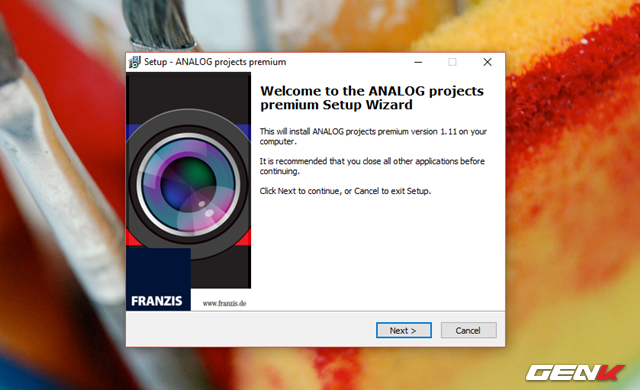 Setup - ANALOG projects premium
Welcome to the ANALOG projects
premium Setup Wizard
This will install ANALOG projects premium version 1.11 on your
computer.
It is recommended that you close all other applications before
continuing.
Click Next to continue, or Cancel to exit Setup.
FRANZIS
www.franzis.de
Next >
Cancel
GENK